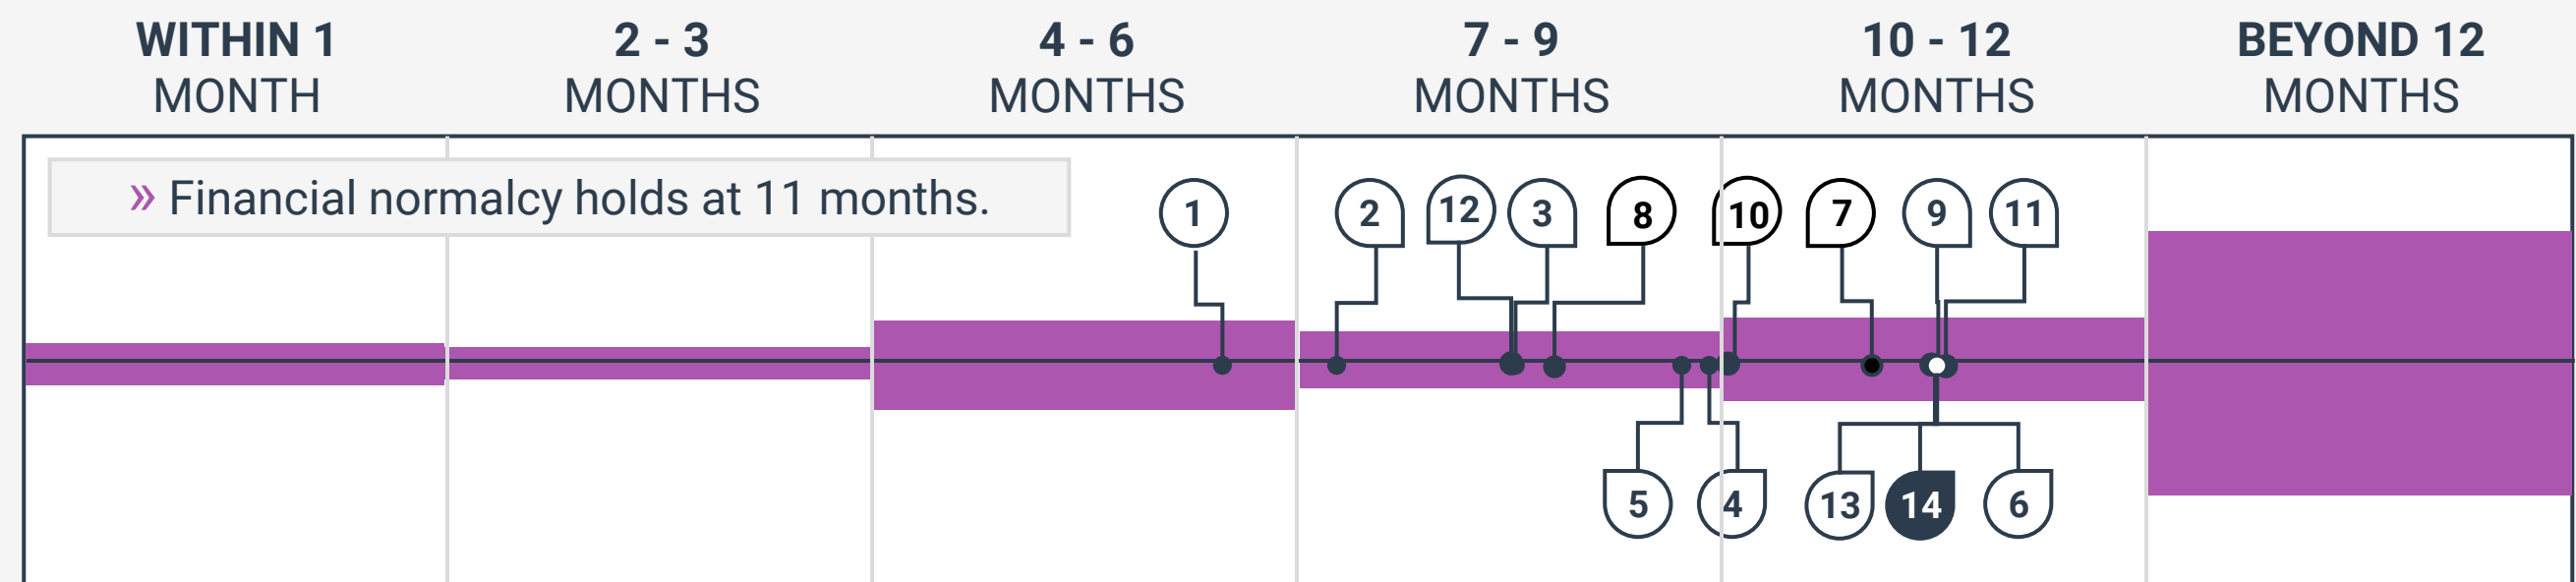 WITHIN 1
MONTH
2 - 3
MONTHS
4 - 6
MONTHS
7 - 9
MONTHS
10 - 12
MONTHS
BEYOND 12
MONTHS
» Financial normalcy holds at 11 months.
1
2
12
3
8
10
7
9
11
5
4
13
14
6